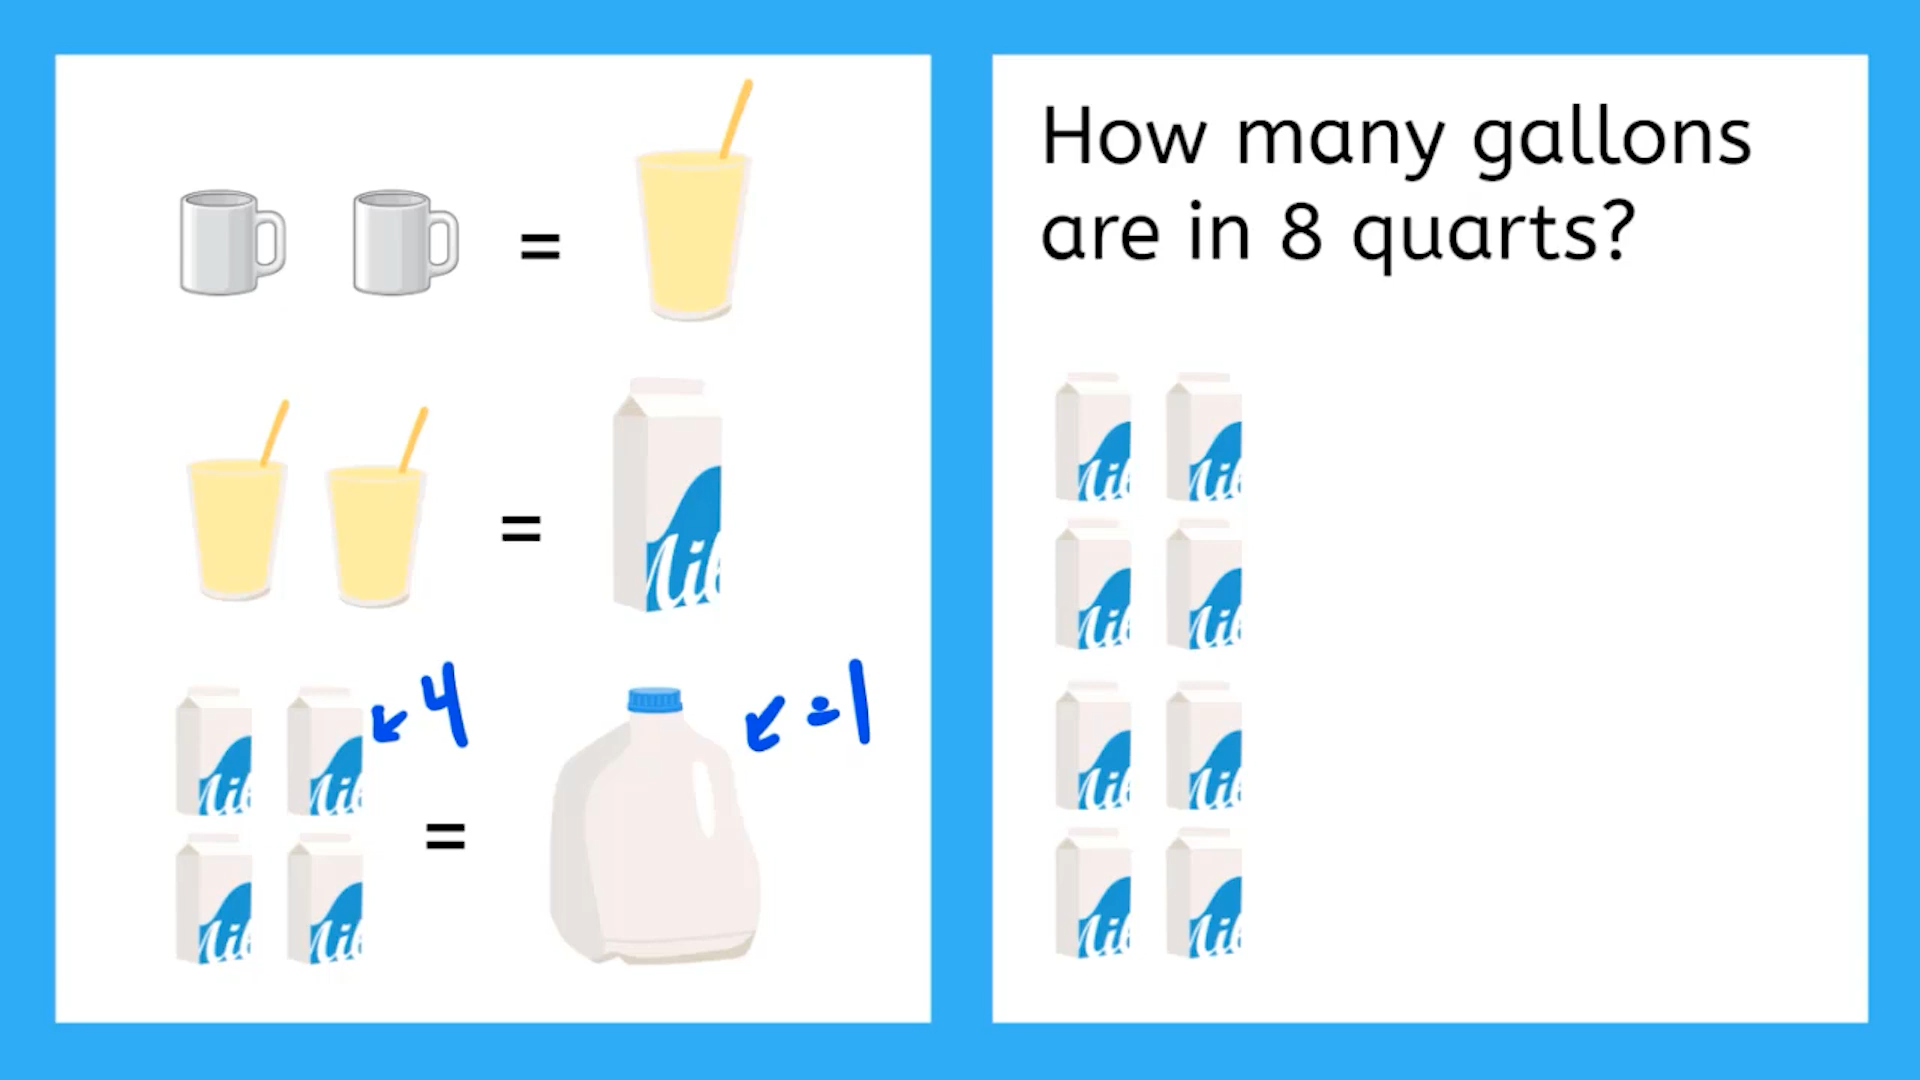 =
How many gallons
are in 8 quarts?
=
4
=1
=